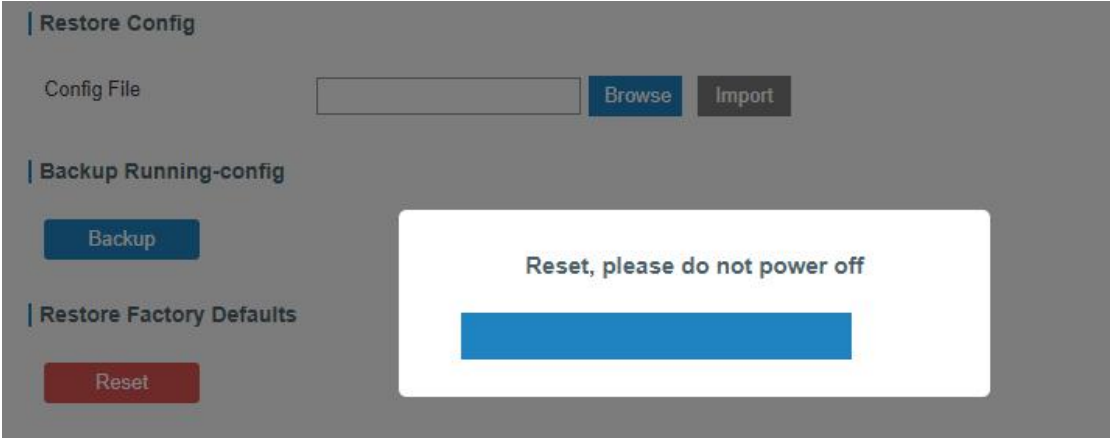 Restore Config
Config File
Browse
Import
Backup Running-config
Backup
Reset, please do not power off
Restore Factory Defaults
Reset